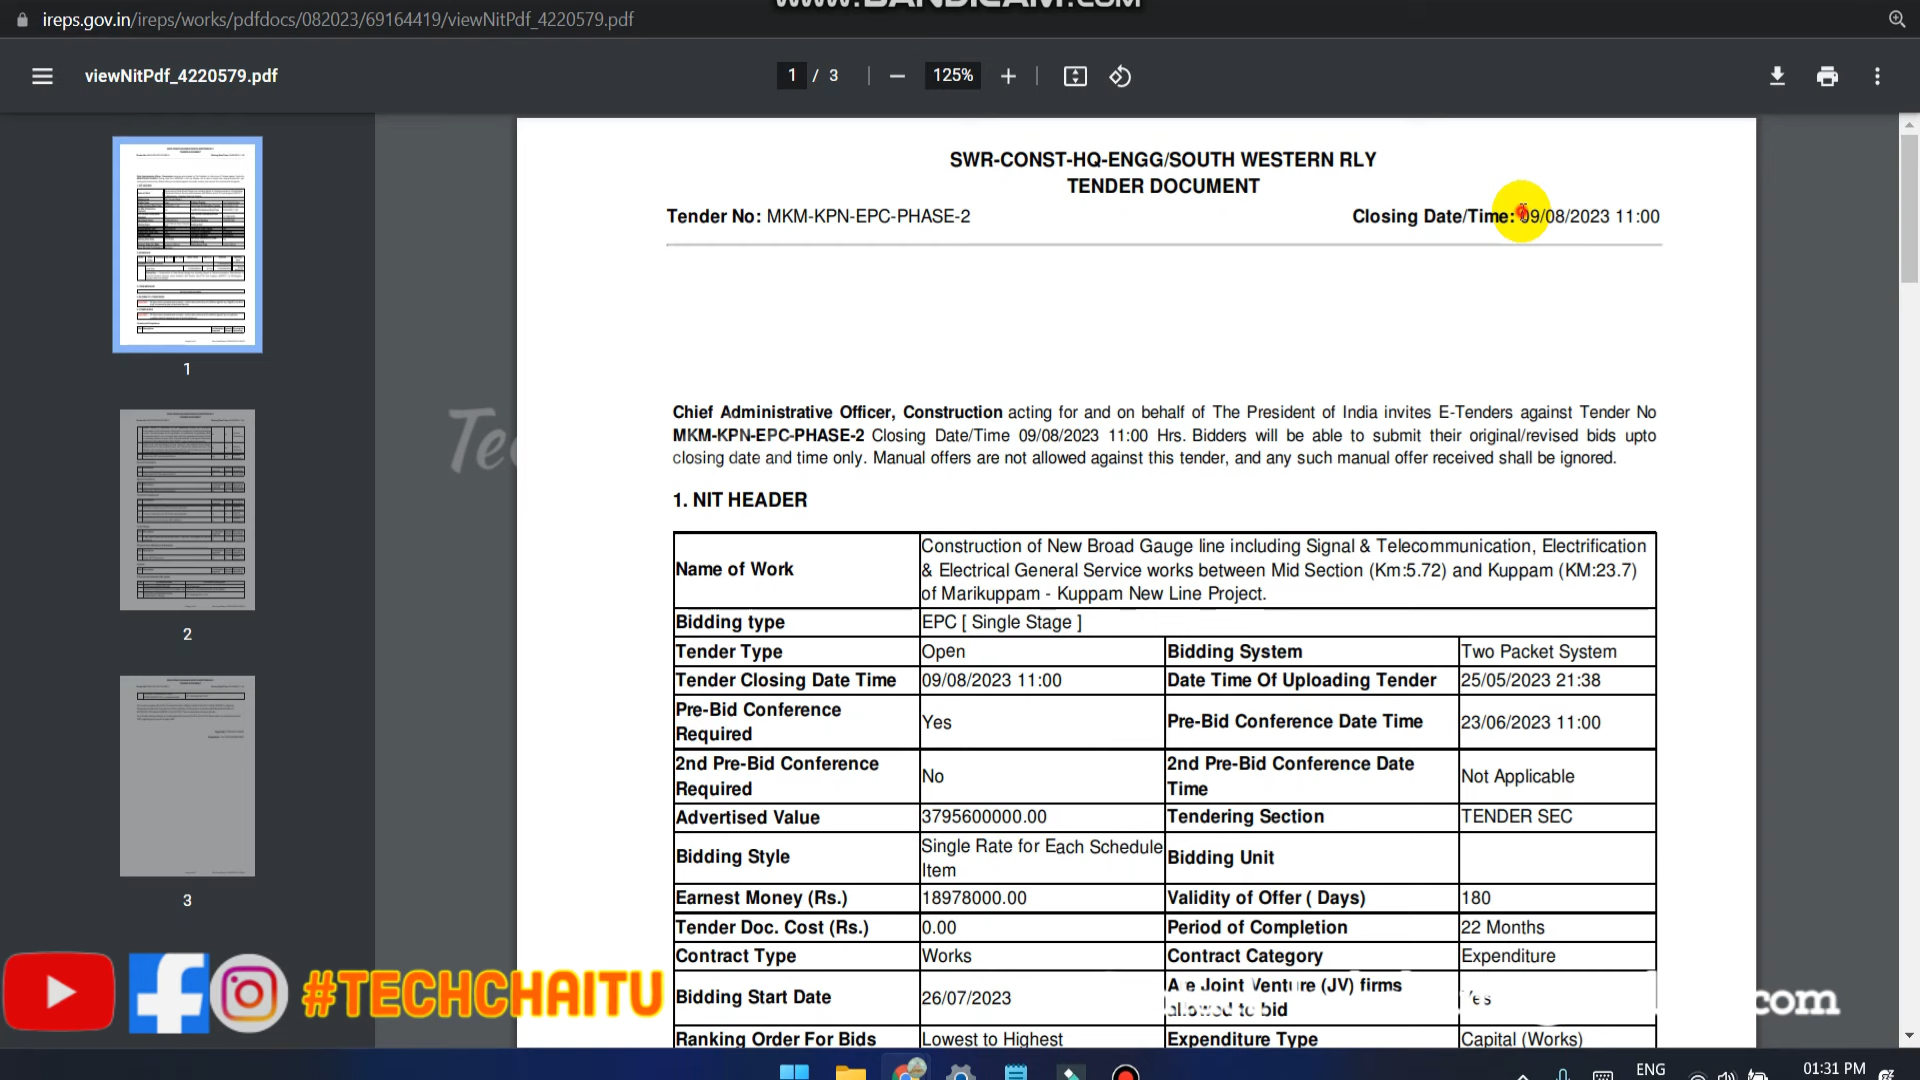 www.BANDICAM.COM
ireps.gov.in/ireps/works/pdfdocs/082023/69164419/viewNitPdf_4220579.pdf
viewNitPdf_4220579.pdf
1 / 3
125%
SWR-CONST-HQ-ENGG/SOUTH WESTERN RLY
TENDER DOCUMENT
Tender No: MKM-KPN-EPC-PHASE-2 Closing Date/Time: 09/08/2023 11:00
Chief Administrative Officer, Construction acting for and on behalf of The President of India invites E-Tenders against Tender No
MKM-KPN-EPC-PHASE-2 Closing Date/Time 09/08/2023 11:00 Hrs. Bidders will be able to submit their original/revised bids upto
closing date and time only. Manual offers are not allowed against this tender, and any such manual offer received shall be ignored.
1. NIT HEADER
Name of Work
Construction of New Broad Gauge line including Signal & Telecommunication, Electrification
& Electrical General Service works between Mid Section (Km:5.72) and Kuppam (KM:23.7)
of Marikuppam - Kuppam New Line Project.
Bidding type EPC [ Single Stage ]
Tender Type Open Bidding System Two Packet System
Tender Closing Date Time 09/08/2023 11:00 Date Time Of Uploading Tender 25/05/2023 21:38
Pre-Bid Conference
Required
Yes Pre-Bid Conference Date Time 23/06/2023 11:00
2nd Pre-Bid Conference
Required
No
2nd Pre-Bid Conference Date
Time
Not Applicable
Advertised Value 3795600000.00 Tendering Section TENDER SEC
Bidding Style
Single Rate for Each Schedule
Item
Bidding Unit
Earnest Money (Rs.) 18978000.00 Validity of Offer ( Days) 180
Tender Doc. Cost (Rs.) 0.00 Period of Completion 22 Months
Contract Type Works Contract Category Expenditure
Bidding Start Date 26/07/2023
Are Joint Venture (JV) firms
allowed to bid
Yes
Ranking Order For Bids Lowest to Highest Expenditure Type Capital (Works)
1
2
3
#TECHCHAITU
com
ENG
01:31 PM